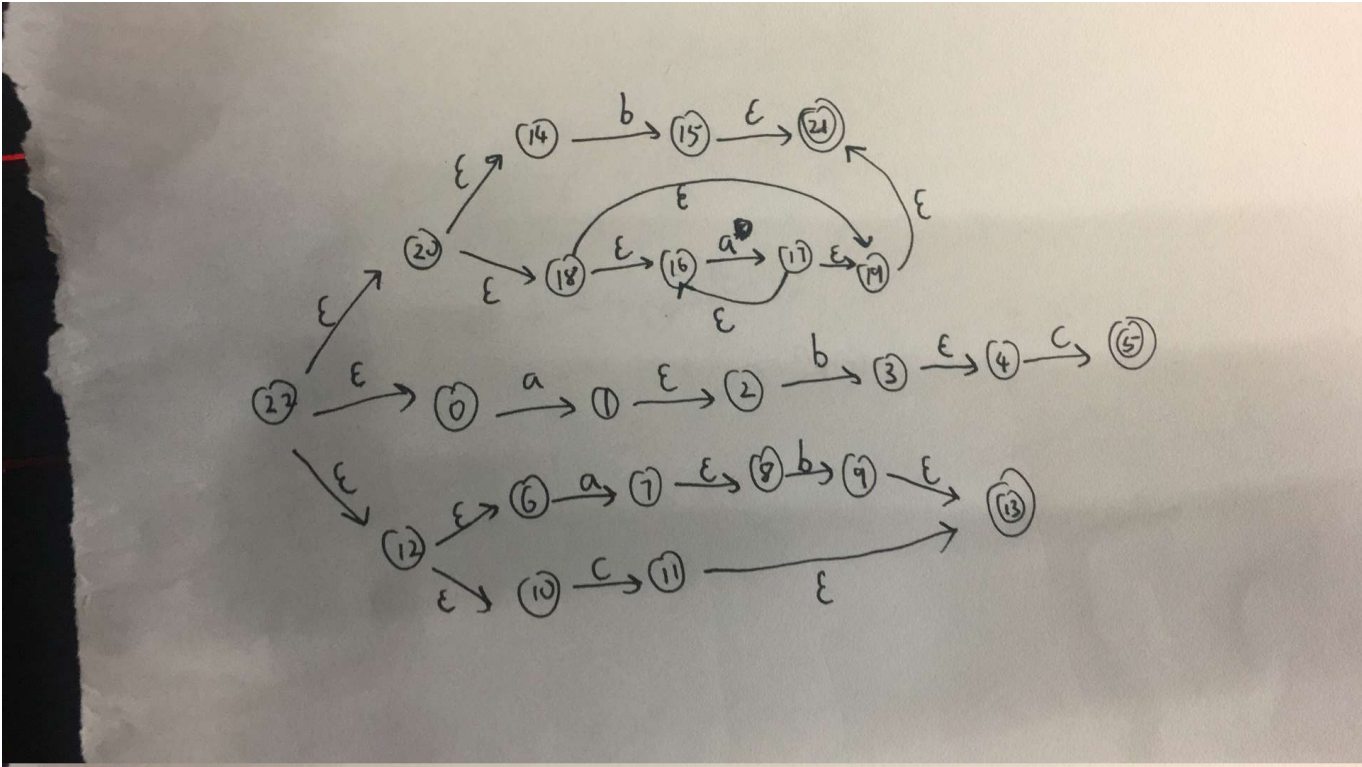 14 b 15 ε 21
ε ε ε
20 18 ε 16 a 17 ε 19
ε ε
ε
22 ε 0 a 1 ε 2 b 3 ε 4 c 5
ε
12 ε 6 a 7 ε 8 b 9 ε 13
ε 10 c 11 ε